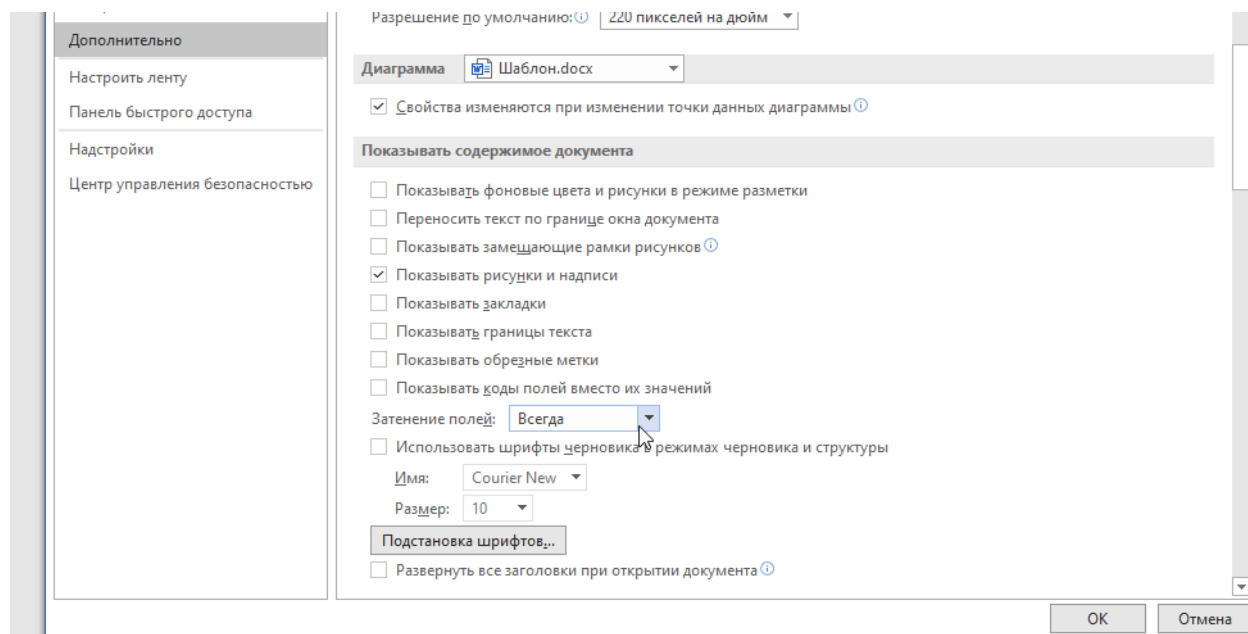 Разрешение по умолчанию: 220 пикселей на дюйм
Дополнительно
Настроить ленту
Панель быстрого доступа
Надстройки
Центр управления безопасностью
Диаграмма Шаблон.docx
Свойства изменяются при изменении точки данных диаграммы
Показывать содержимое документа
Показывать фоновые цвета и рисунки в режиме разметки
Переносить текст по границе окна документа
Показывать замещающие рамки рисунков
Показывать рисунки и надписи
Показывать закладки
Показывать границы текста
Показывать обрезные метки
Показывать коды полей вместо их значений
Затенение полей: Всегда
Использовать шрифты черновика в режимах черновика и структуры
Имя: Courier New
Размер: 10
Подстановка шрифтов...
Развернуть все заголовки при открытии документа
ОК Отмена